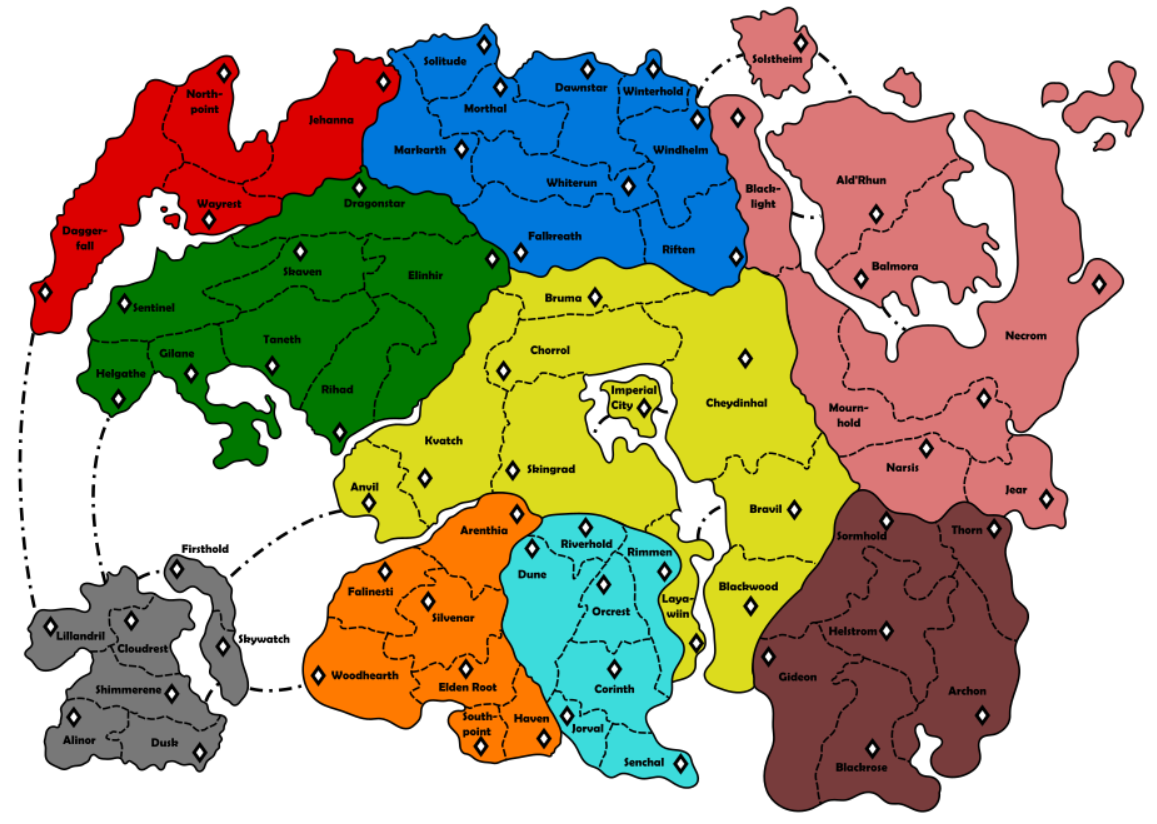 Solitude
Solstheim
Dawnstar
Winterhold
North-
point
Morthal
Jehanna
Markarth
Windhelm
Whiterun
Black-
light
Ald'Rhun
Wayrest
Dragonstar
Dagger-
fall
Falkreath
Riften
Balmora
Skaven
Elinhir
Sentinel
Bruma
Necrom
Taneth
Gilane
Chorrol
Helgathe
Rihad
Imperial
City
Cheydinhal
Mourn-
hold
Kvatch
Skingrad
Narsis
Anvil
Jear
Bravil
Arenthia
Sormhold
Thorn
Riverhold
Firsthold
Rimmen
Dune
Falinesti
Blackwood
Laya-
wiin
Silvenar
Orcrest
Lillandril
Cloudrest
Skywatch
Helstrom
Woodhearth
Gideon
Elden Root
Corinth
Shimmerene
Archon
South-
point
Haven
Jorval
Alinor
Dusk
Senchal
Blackrose